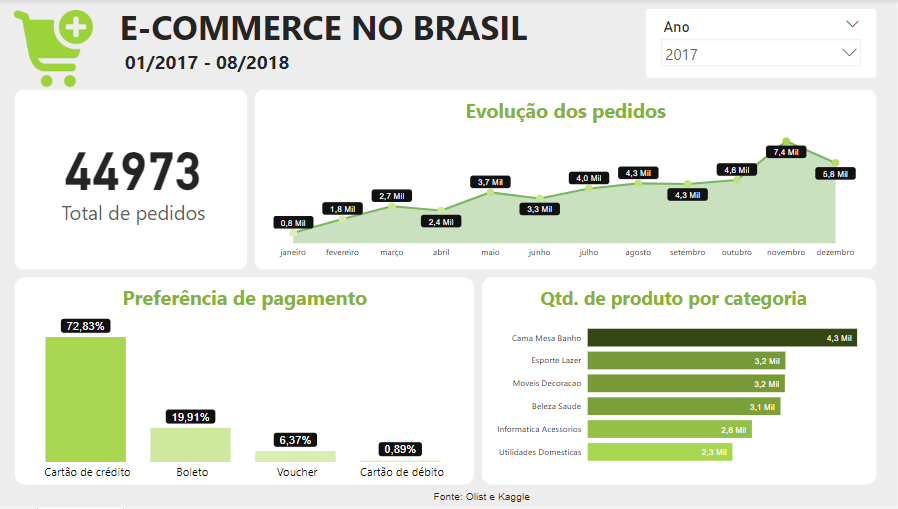 E-COMMERCE NO BRASIL
01/2017 - 08/2018
Ano
2017
44973
Total de pedidos
Evolução dos pedidos
0,8 Mil
1,8 Mil
2,7 Mil
2,4 Mil
3,7 Mil
3,3 Mil
4,0 Mil
4,3 Mil
4,3 Mil
4,6 Mil
7,4 Mil
5,8 Mil
janeiro fevereiro março abril maio junho julho agosto setembro outubro novembro dezembro
Preferência de pagamento
72,83%
19,91%
6,37%
0,89%
Cartão de crédito Boleto Voucher Cartão de débito
Qtd. de produto por categoria
Cama Mesa Banho 4,3 Mil
Esporte Lazer 3,2 Mil
Moveis Decoracao 3,2 Mil
Beleza Saude 3,1 Mil
Informatica Acessorios 2,6 Mil
Utilidades Domesticas 2,3 Mil
Fonte: Olist e Kaggle